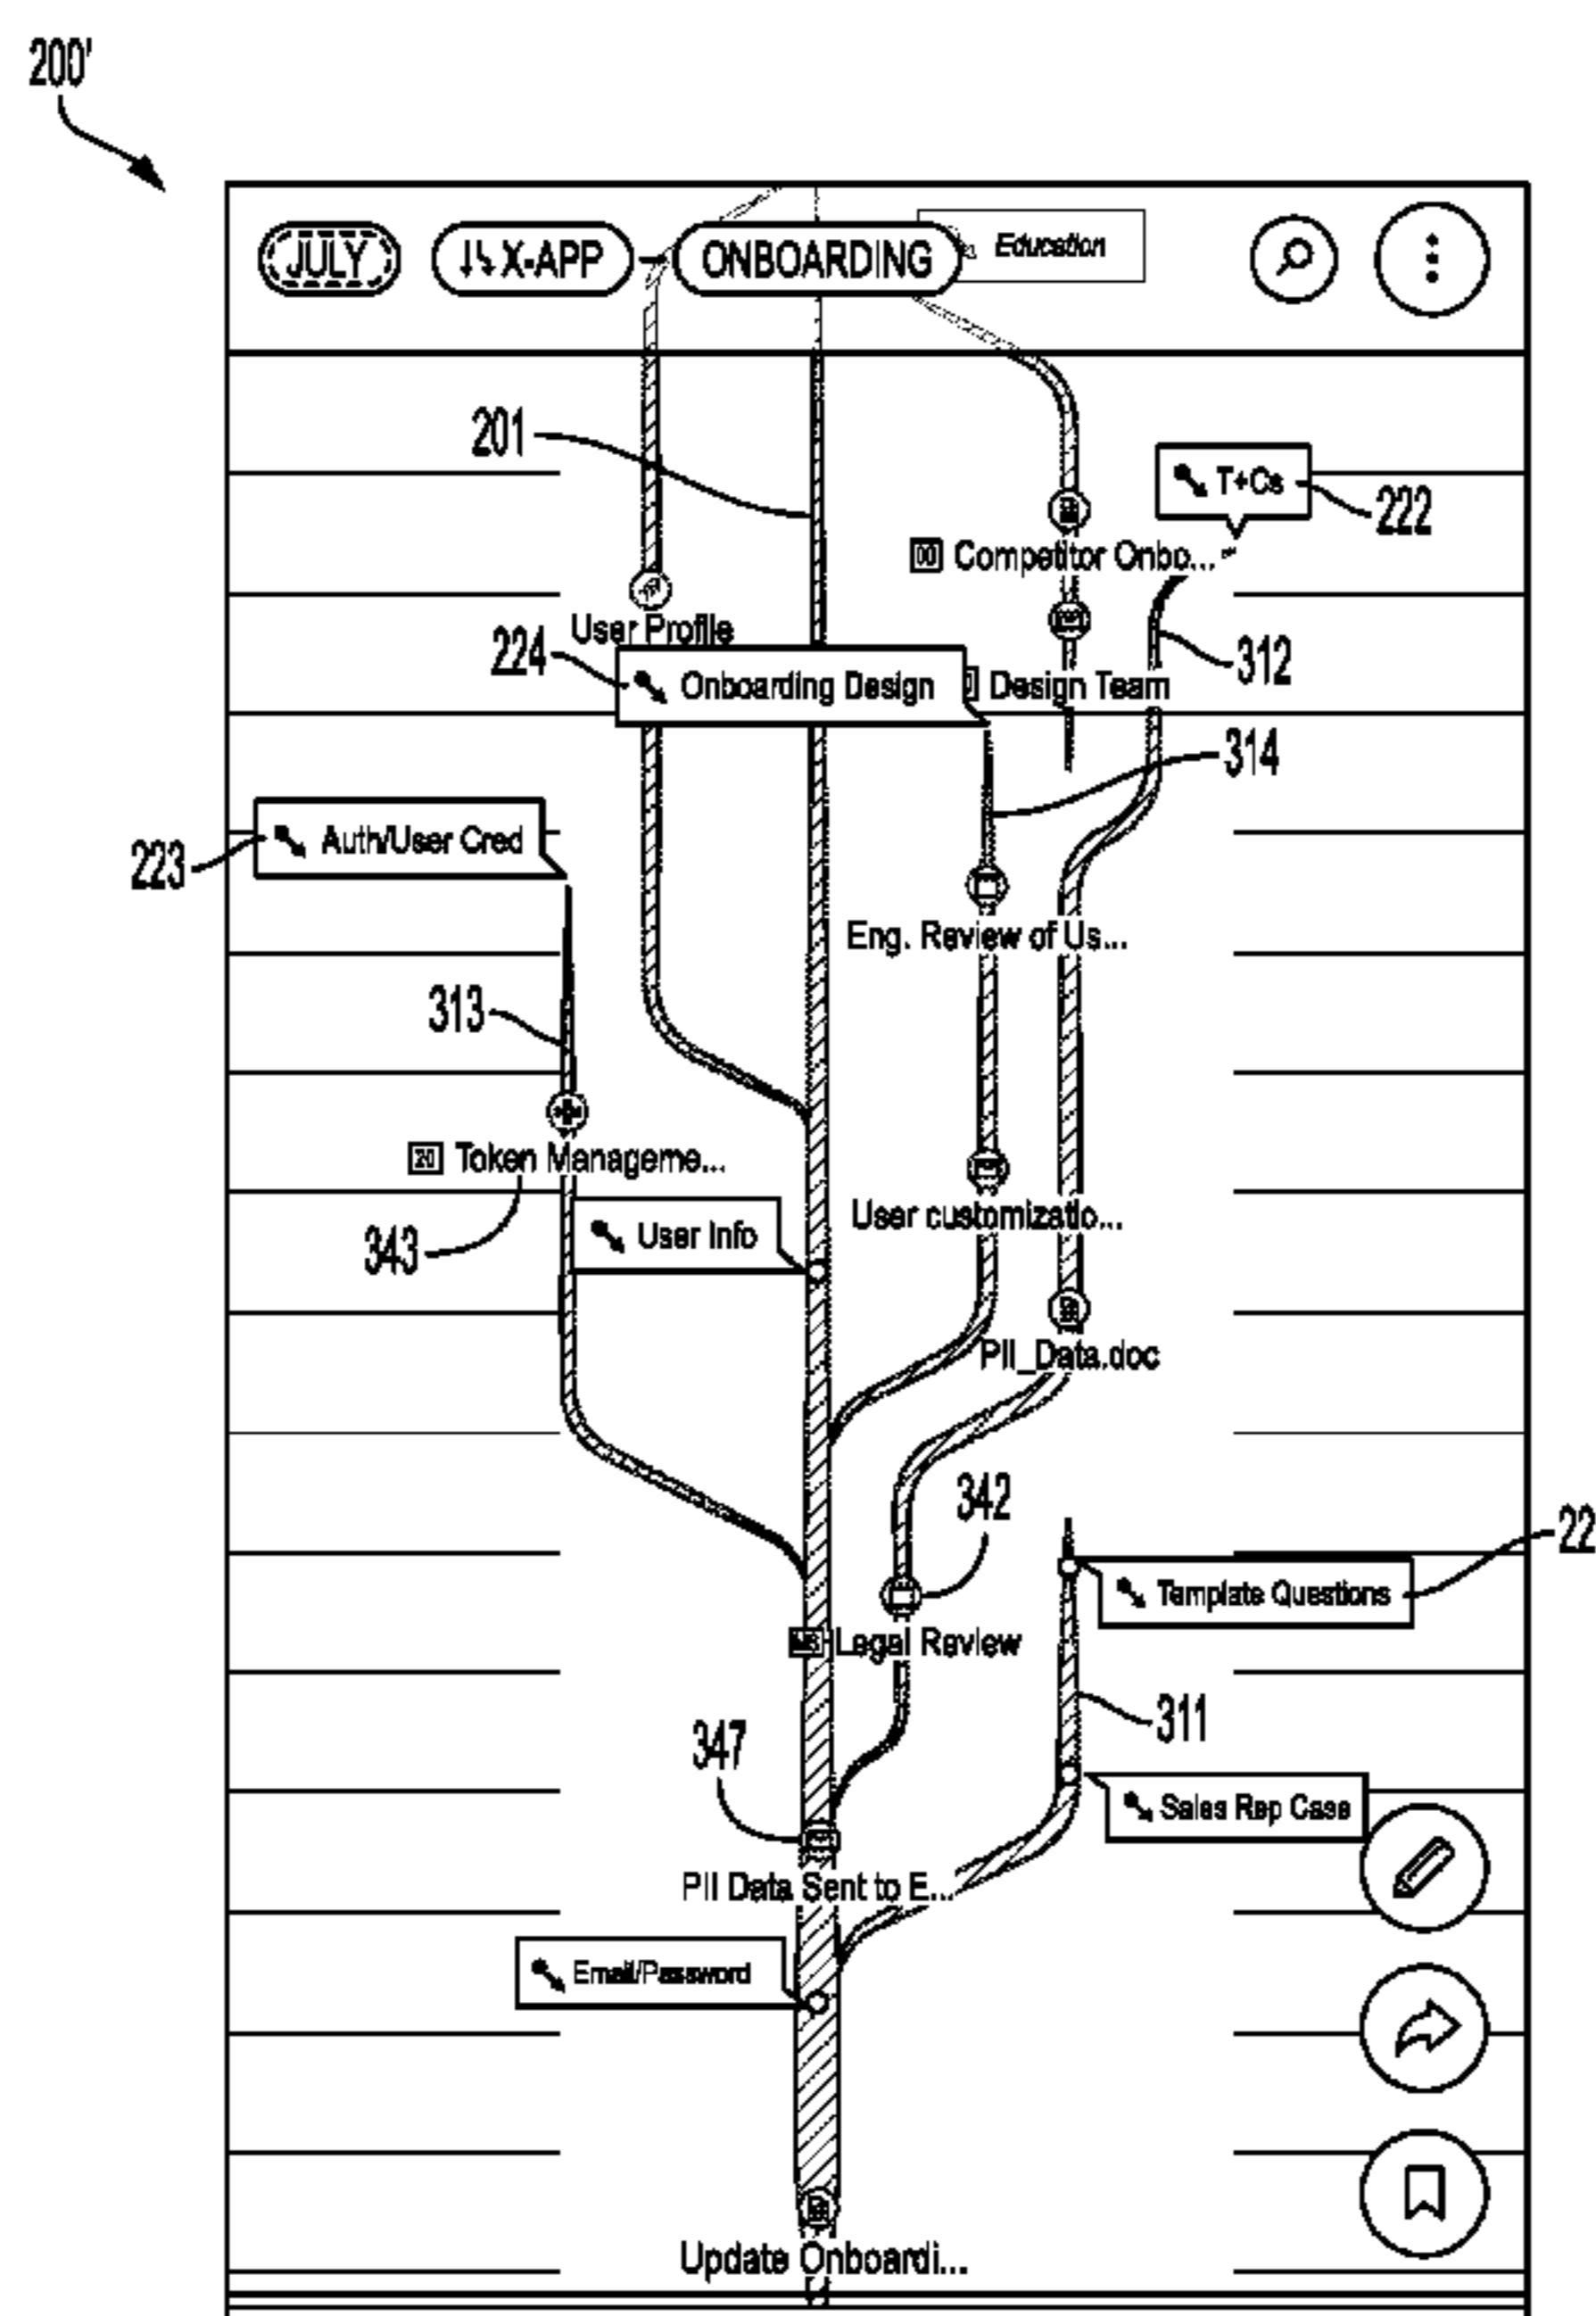 200'
JULY
X-APP
ONBOARDING
Education
201
T+Cs
222
Competitor Onbo...
User Profile
224
Onboarding Design
Design Team
312
314
Auth/User Cred
223
Eng. Review of Us...
313
Token Manageme...
User customizatio...
343
User Info
PII_Data.doc
342
22
Template Questions
Legal Review
311
347
Sales Rep Case
PII Data Sent to E...
Email/Password
Update Onboardi...